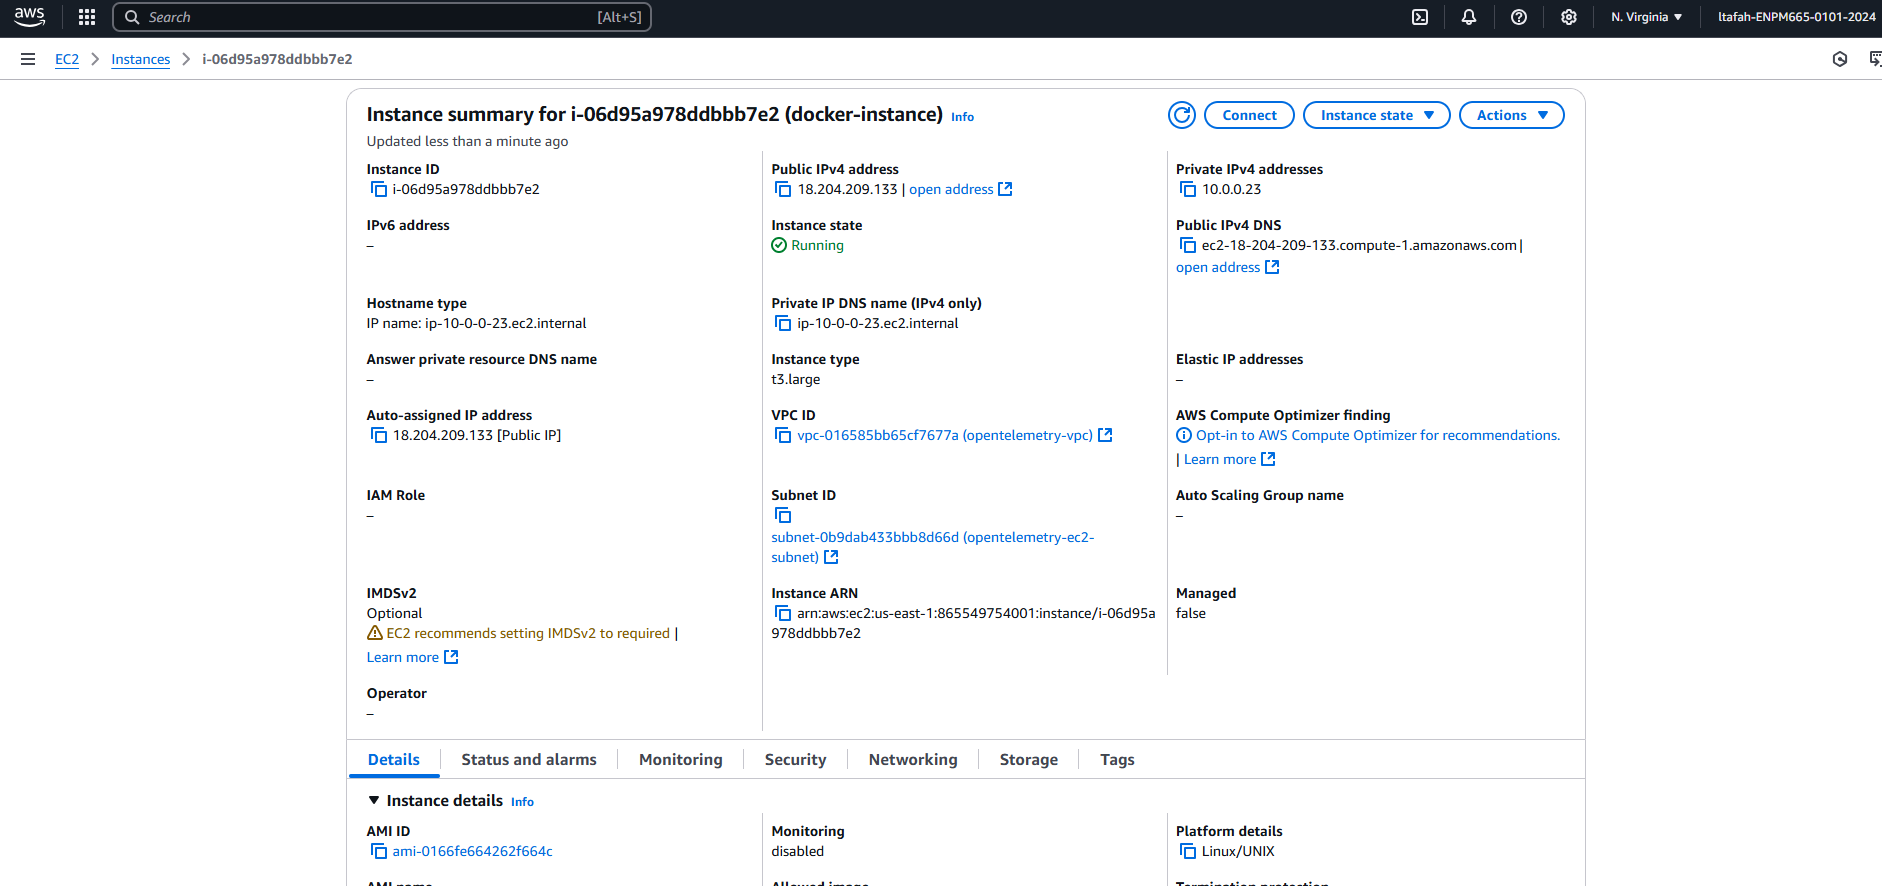 aws
Search [Alt+S]
N. Virginia
ltafah-ENPM665-0101-2024
EC2
Instances
i-06d95a978ddbbb7e2
Instance summary for i-06d95a978ddbbb7e2 (docker-instance) Info
Updated less than a minute ago
Connect
Instance state
Actions
Instance ID
i-06d95a978ddbbb7e2
Public IPv4 address
18.204.209.133 | open address
Private IPv4 addresses
10.0.0.23
IPv6 address
–
Instance state
Running
Public IPv4 DNS
ec2-18-204-209-133.compute-1.amazonaws.com |
open address
Hostname type
IP name: ip-10-0-0-23.ec2.internal
Private IP DNS name (IPv4 only)
ip-10-0-0-23.ec2.internal
Answer private resource DNS name
–
Instance type
t3.large
Elastic IP addresses
–
Auto-assigned IP address
18.204.209.133 [Public IP]
VPC ID
vpc-016585bb65cf7677a (opentelemetry-vpc)
AWS Compute Optimizer finding
Opt-in to AWS Compute Optimizer for recommendations.
| Learn more
IAM Role
–
Subnet ID
subnet-0b9dab433bbb8d66d (opentelemetry-ec2-
subnet)
Auto Scaling Group name
–
IMDSv2
Optional
EC2 recommends setting IMDSv2 to required |
Learn more
Instance ARN
arn:aws:ec2:us-east-1:865549754001:instance/i-06d95a
978ddbbb7e2
Managed
false
Operator
–
Details
Status and alarms
Monitoring
Security
Networking
Storage
Tags
Instance details Info
AMI ID
ami-0166fe664262f664c
Monitoring
disabled
Platform details
Linux/UNIX
AMI name
Allowed image
Termination protection